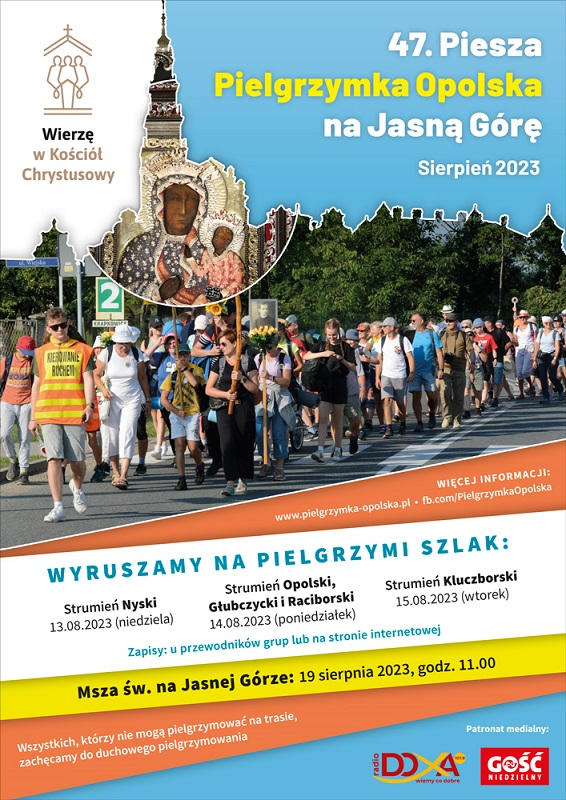 47. Piesza
Pielgrzymka Opolska
na Jasną Górę
Sierpień 2023
Wierzę
w Kościół
Chrystusowy
ul. Wiejska
2
KRAPKOWICE
KIEROWANIE
RUCHEM
WIĘCEJ INFORMACJI:
www.pielgrzymka-opolska.pl • fb.com/PielgrzymkaOpolska
WYRUSZAMY NA PIELGRZYMI SZLAK:
Strumień Nyski
13.08.2023 (niedziela)
Strumień Opolski,
Głubczycki i Raciborski
14.08.2023 (poniedziałek)
Strumień Kluczborski
15.08.2023 (wtorek)
Zapisy: u przewodników grup lub na stronie internetowej
Msza św. na Jasnej Górze: 19 sierpnia 2023, godz. 11.00
Wszystkich, którzy nie mogą pielgrzymować na trasie,
zachęcamy do duchowego pielgrzymowania
Patronat medialny:
radio
DOXA
wiemy co dobre
GOŚĆ
NIEDZIELNY